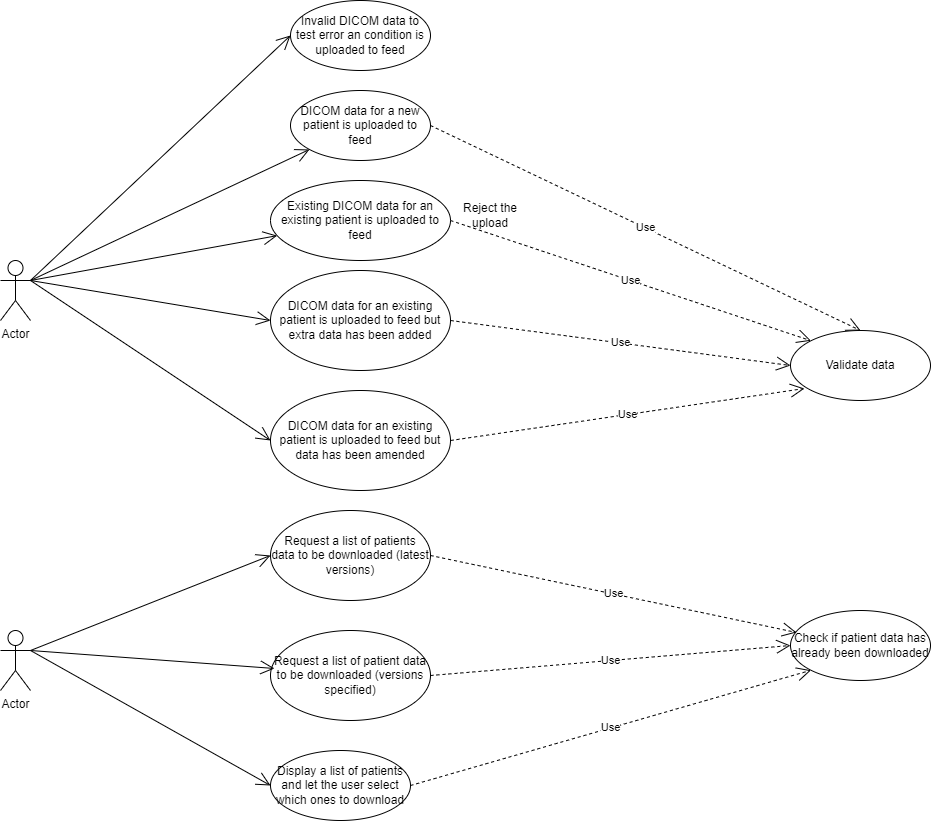 Invalid DICOM data to
test error an condition is
uploaded to feed
DICOM data for a new
patient is uploaded to
feed
Existing DICOM data for an
existing patient is uploaded to
feed
Reject the
upload
Use
Use
Actor
DICOM data for an existing
patient is uploaded to feed but
extra data has been added
Use
Validate data
DICOM data for an existing
patient is uploaded to feed but
data has been amended
Use
Request a list of patients
data to be downloaded (latest
versions)
Use
Actor
Request a list of patient data
to be downloaded (versions
specified)
Use
Check if patient data has
already been downloaded
Use
Display a list of patients
and let the user select
which ones to download